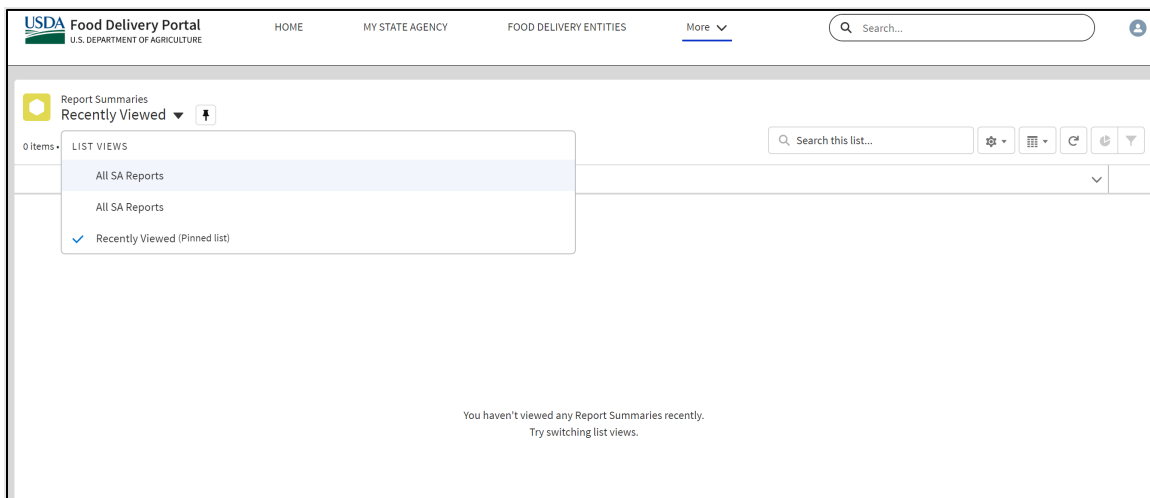 USDA Food Delivery Portal
U.S. DEPARTMENT OF AGRICULTURE
HOME
MY STATE AGENCY
FOOD DELIVERY ENTITIES
More
Search...
Report Summaries
Recently Viewed
0 items •
LIST VIEWS
All SA Reports
All SA Reports
Recently Viewed (Pinned list)
Search this list...
You haven't viewed any Report Summaries recently.
Try switching list views.